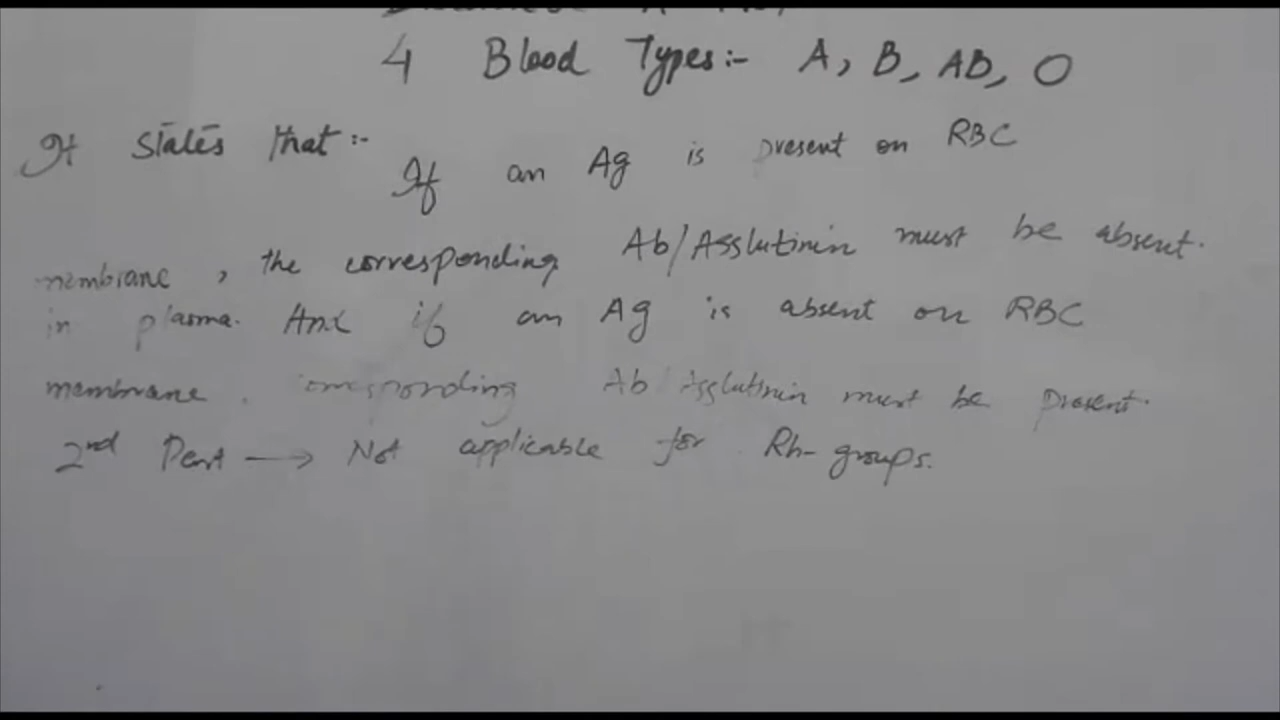 4 Blood Types:- A, B, AB, O
It states that:- If an Ag is present on RBC
membrane, the corresponding Ab/Agglutinin must be absent.
in plasma. And if an Ag is absent on RBC
membrane. corresponding Ab/Agglutinin must be present.
2nd Part → Not applicable for Rh- groups.